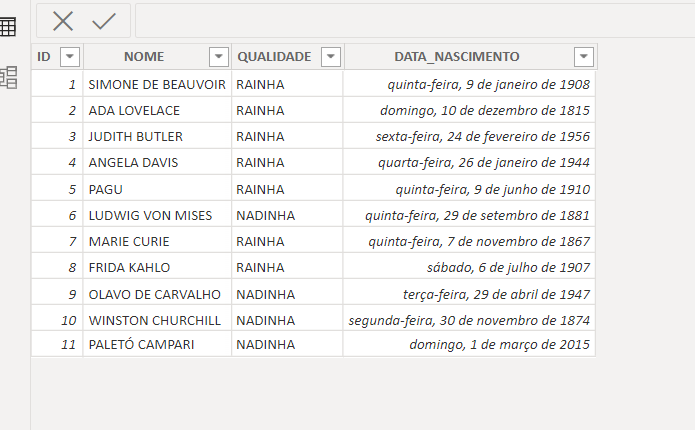 ID NOME QUALIDADE DATA_NASCIMENTO
1 SIMONE DE BEAUVOIR RAINHA quinta-feira, 9 de janeiro de 1908
2 ADA LOVELACE RAINHA domingo, 10 de dezembro de 1815
3 JUDITH BUTLER RAINHA sexta-feira, 24 de fevereiro de 1956
4 ANGELA DAVIS RAINHA quarta-feira, 26 de janeiro de 1944
5 PAGU RAINHA quinta-feira, 9 de junho de 1910
6 LUDWIG VON MISES NADINHA quinta-feira, 29 de setembro de 1881
7 MARIE CURIE RAINHA quinta-feira, 7 de novembro de 1867
8 FRIDA KAHLO RAINHA sábado, 6 de julho de 1907
9 OLAVO DE CARVALHO NADINHA terça-feira, 29 de abril de 1947
10 WINSTON CHURCHILL NADINHA segunda-feira, 30 de novembro de 1874
11 PALETÓ CAMPARI NADINHA domingo, 1 de março de 2015